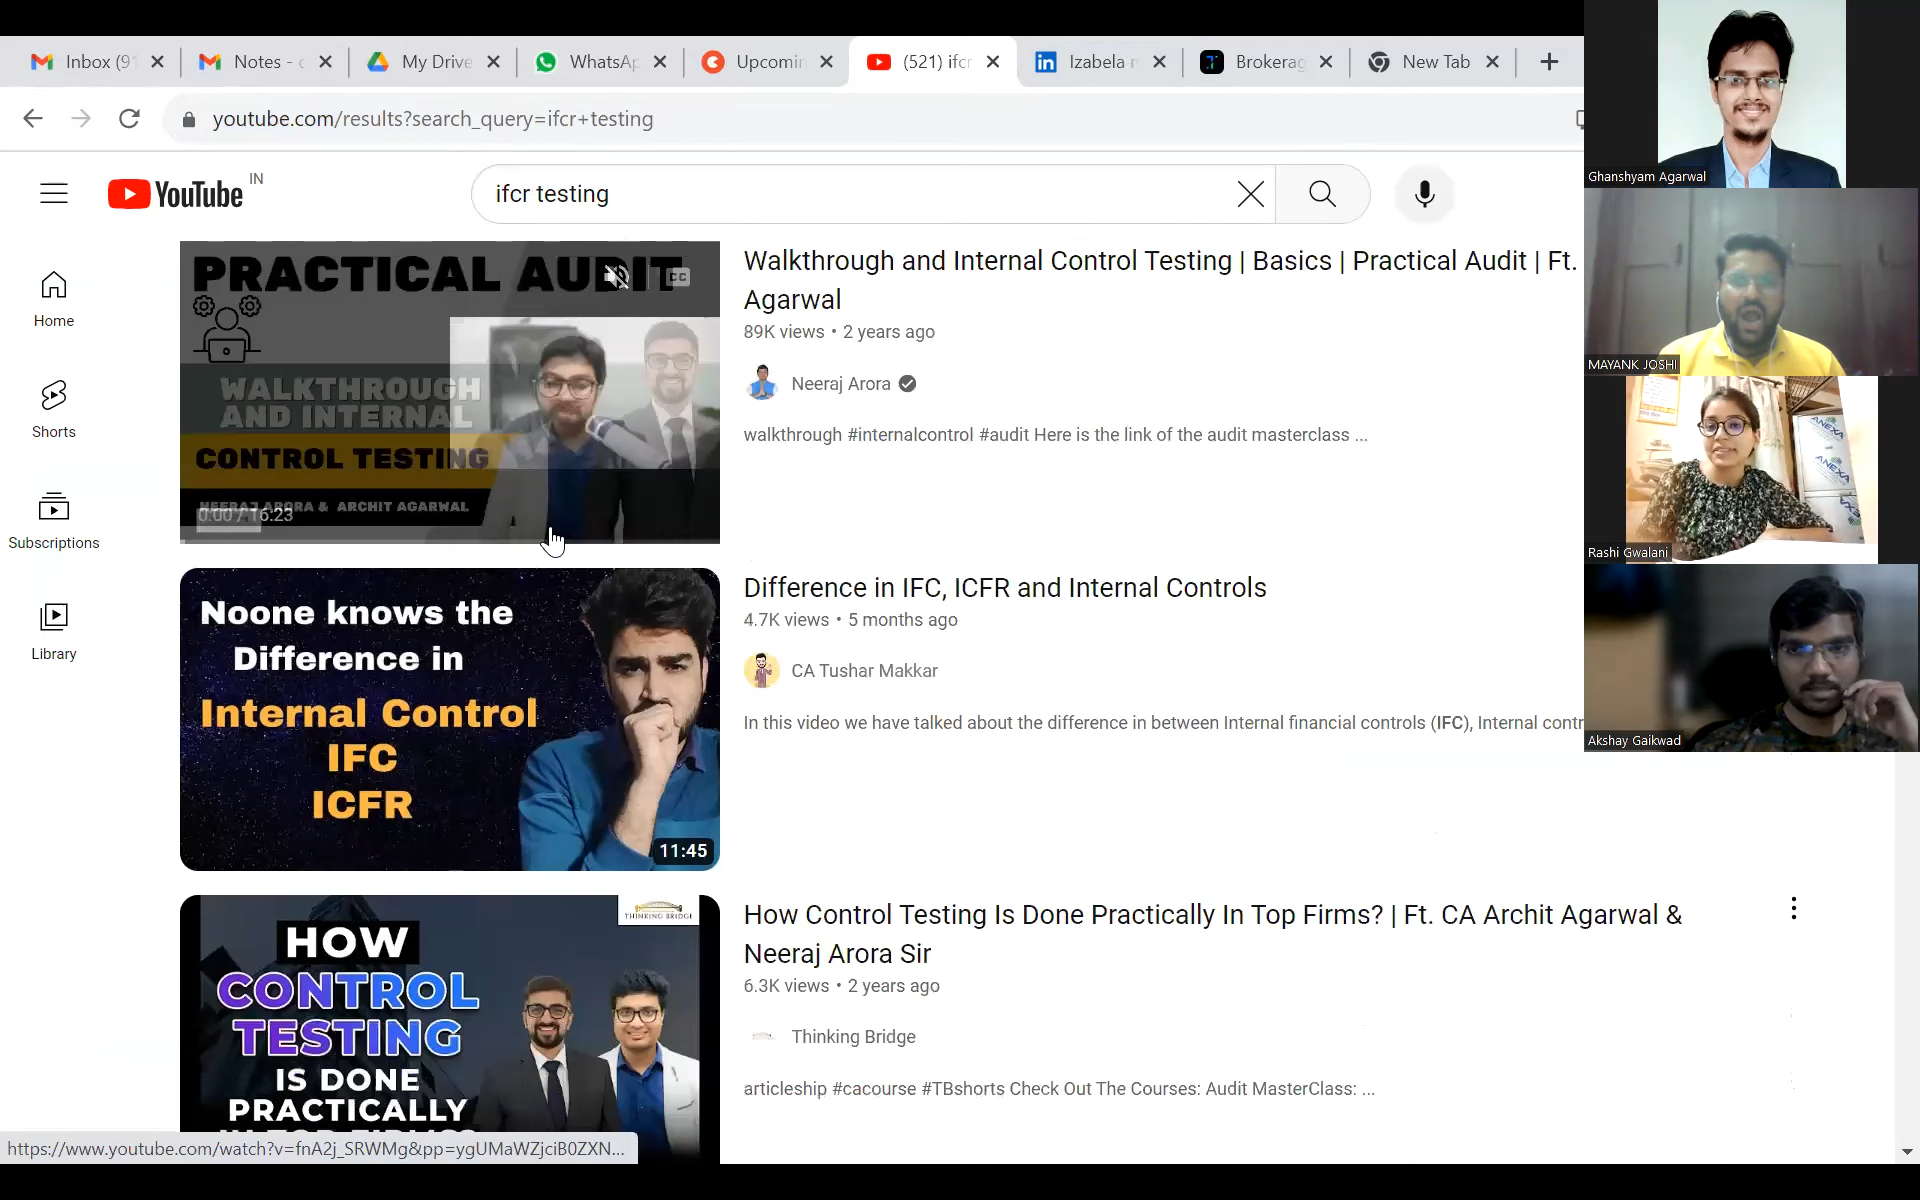 Inbox (91
Notes - c
My Drive
WhatsAp
Upcomin
(521) ifcr
Izabela
Brokerag
New Tab
youtube.com/results?search_query=ifcr+testing
YouTube IN
ifcr testing
Home
Shorts
Subscriptions
Library
PRACTICAL AUDIT
CC
WALKTHROUGH
AND INTERNAL
CONTROL TESTING
NEERAJ ARORA & ARCHIT AGARWAL
0:00 / 16:23
Walkthrough and Internal Control Testing | Basics | Practical Audit | Ft.
Agarwal
89K views • 2 years ago
Neeraj Arora
walkthrough #internalcontrol #audit Here is the link of the audit masterclass ...
Noone knows the
Difference in
Internal Control
IFC
ICFR
11:45
Difference in IFC, ICFR and Internal Controls
4.7K views • 5 months ago
CA Tushar Makkar
In this video we have talked about the difference in between Internal financial controls (IFC), Internal contr
THINKING BRIDGE
HOW
CONTROL
TESTING
IS DONE
PRACTICALLY
How Control Testing Is Done Practically In Top Firms? | Ft. CA Archit Agarwal &
Neeraj Arora Sir
6.3K views • 2 years ago
Thinking Bridge
articleship #cacourse #TBshorts Check Out The Courses: Audit MasterClass: ...
https://www.youtube.com/watch?v=fnA2j_SRWMg&pp=ygUMaWZjciB0ZXN...
Ghanshyam Agarwal
MAYANK JOSHI
ANEXA
ANEXA
Rashi Gwalani
Akshay Gaikwad